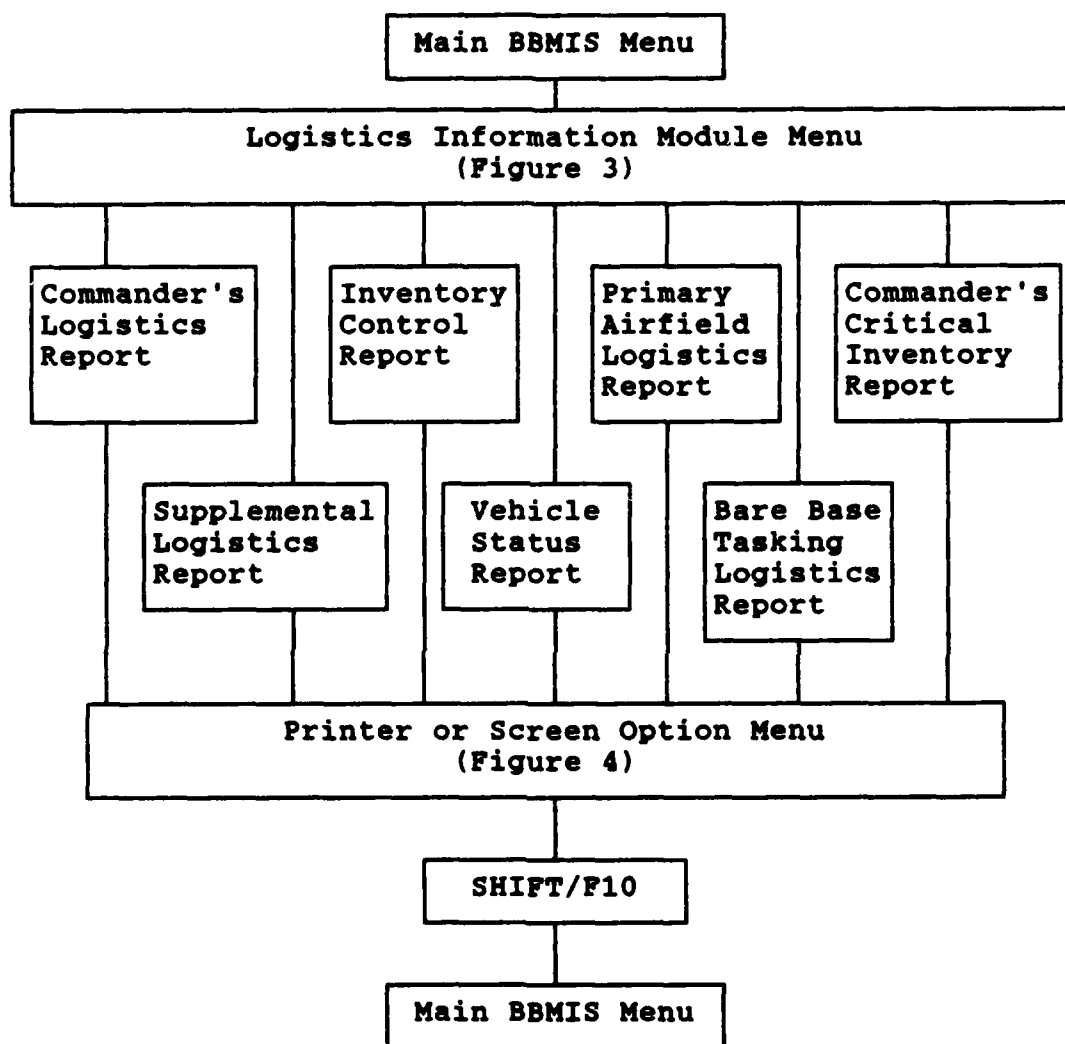 Main BBMIS Menu
Logistics Information Module Menu
(Figure 3)
Commander's
Logistics
Report
Inventory
Control
Report
Primary
Airfield
Logistics
Report
Commander's
Critical
Inventory
Report
Supplemental
Logistics
Report
Vehicle
Status
Report
Bare Base
Tasking
Logistics
Report
Printer or Screen Option Menu
(Figure 4)
SHIFT/F10
Main BBMIS Menu